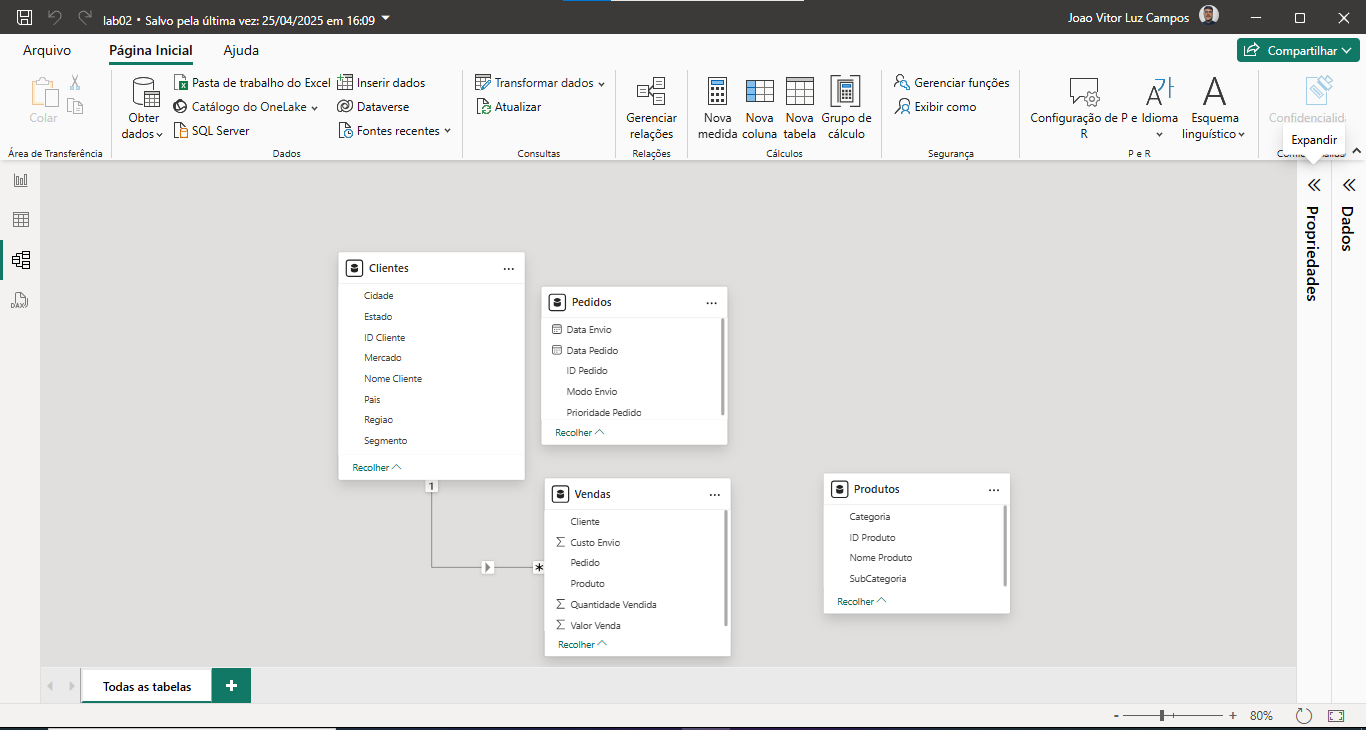 lab02 • Salvo pela última vez: 25/04/2025 em 16:09
Joao Vitor Luz Campos
Arquivo
Página Inicial
Ajuda
Compartilhar
Colar
Área de Transferência
Obter dados
Pasta de trabalho do Excel
Catálogo do OneLake
SQL Server
Inserir dados
Dataverse
Fontes recentes
Dados
Transformar dados
Atualizar
Consultas
Gerenciar relações
Relações
Nova medida
Nova coluna
Nova tabela
Grupo de cálculo
Cálculos
Gerenciar funções
Exibir como
Segurança
Configuração de P e R
Idioma
Esquema linguístico
P e R
Expandir
Propriedades
Dados
DAX
Clientes
Cidade
Estado
ID Cliente
Mercado
Nome Cliente
Pais
Regiao
Segmento
Recolher
1
Pedidos
Data Envio
Data Pedido
ID Pedido
Modo Envio
Prioridade Pedido
Recolher
*
Vendas
Cliente
Σ Custo Envio
Pedido
Produto
Σ Quantidade Vendida
Σ Valor Venda
Recolher
Produtos
Categoria
ID Produto
Nome Produto
SubCategoria
Recolher
Todas as tabelas
+
- + 80%